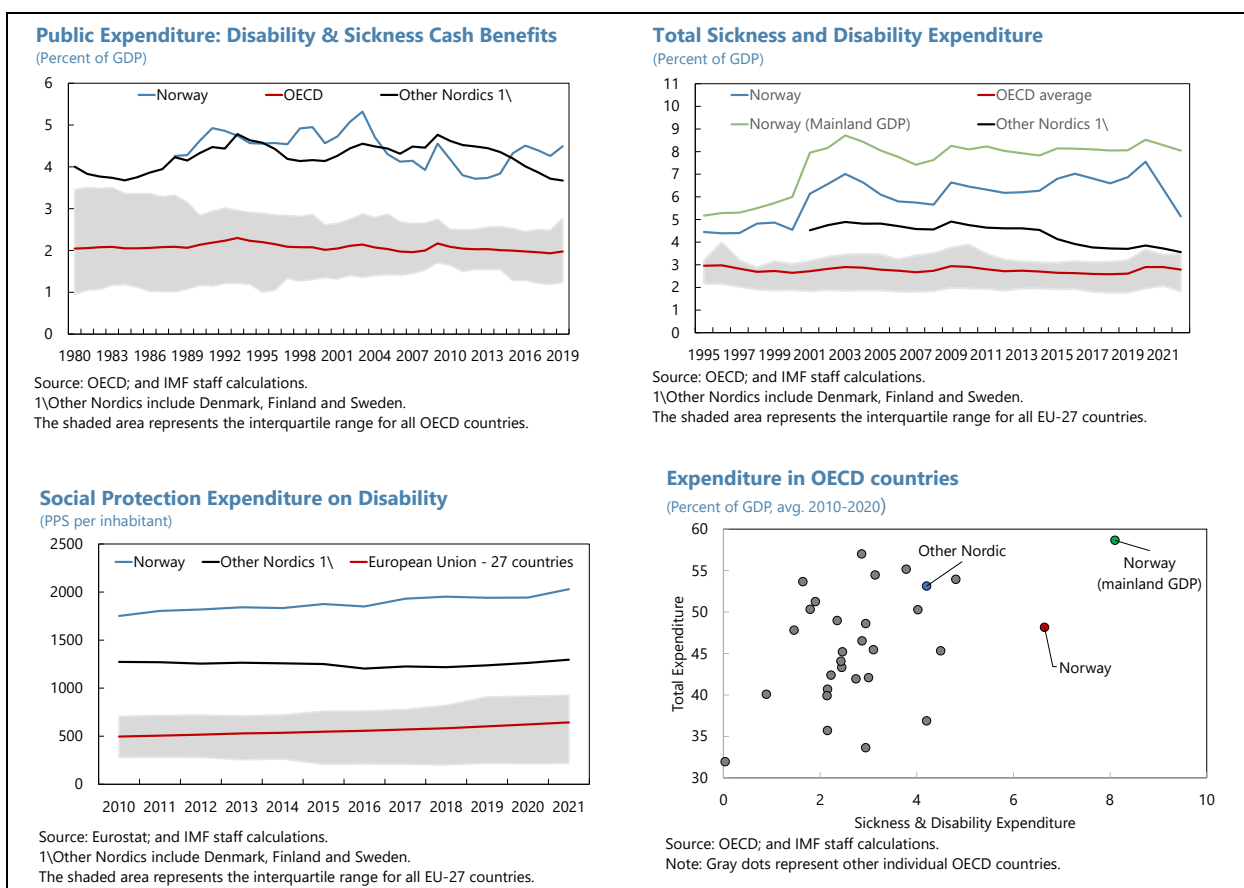 Public Expenditure: Disability & Sickness Cash Benefits
(Percent of GDP)
6
5
4
3
2
1
0
Norway
OECD
Other Nordics 1\
1980 1983 1986 1989 1992 1995 1998 2001 2004 2007 2010 2013 2016 2019
Source: OECD; and IMF staff calculations.
1\Other Nordics include Denmark, Finland and Sweden.
The shaded area represents the interquartile range for all OECD countries.
Total Sickness and Disability Expenditure
(Percent of GDP)
11
10
9
8
7
6
5
4
3
2
1
0
Norway
OECD average
Norway (Mainland GDP)
Other Nordics 1\
1995 1997 1999 2001 2003 2005 2007 2009 2011 2013 2015 2017 2019 2021
Source: OECD; and IMF staff calculations.
1\Other Nordics include Denmark, Finland and Sweden.
The shaded area represents the interquartile range for all EU-27 countries.
Social Protection Expenditure on Disability
(PPS per inhabitant)
2500
2000
1500
1000
500
0
Norway
Other Nordics 1\
European Union - 27 countries
2010 2011 2012 2013 2014 2015 2016 2017 2018 2019 2020 2021
Source: Eurostat; and IMF staff calculations.
1\Other Nordics include Denmark, Finland and Sweden.
The shaded area represents the interquartile range for all EU-27 countries.
Expenditure in OECD countries
(Percent of GDP, avg. 2010-2020)
60
55
50
45
40
35
30
Total Expenditure
Other Nordic
Norway
(mainland GDP)
Norway
0 2 4 6 8 10
Sickness & Disability Expenditure
Source: OECD; and IMF staff calculations.
Note: Gray dots represent other individual OECD countries.